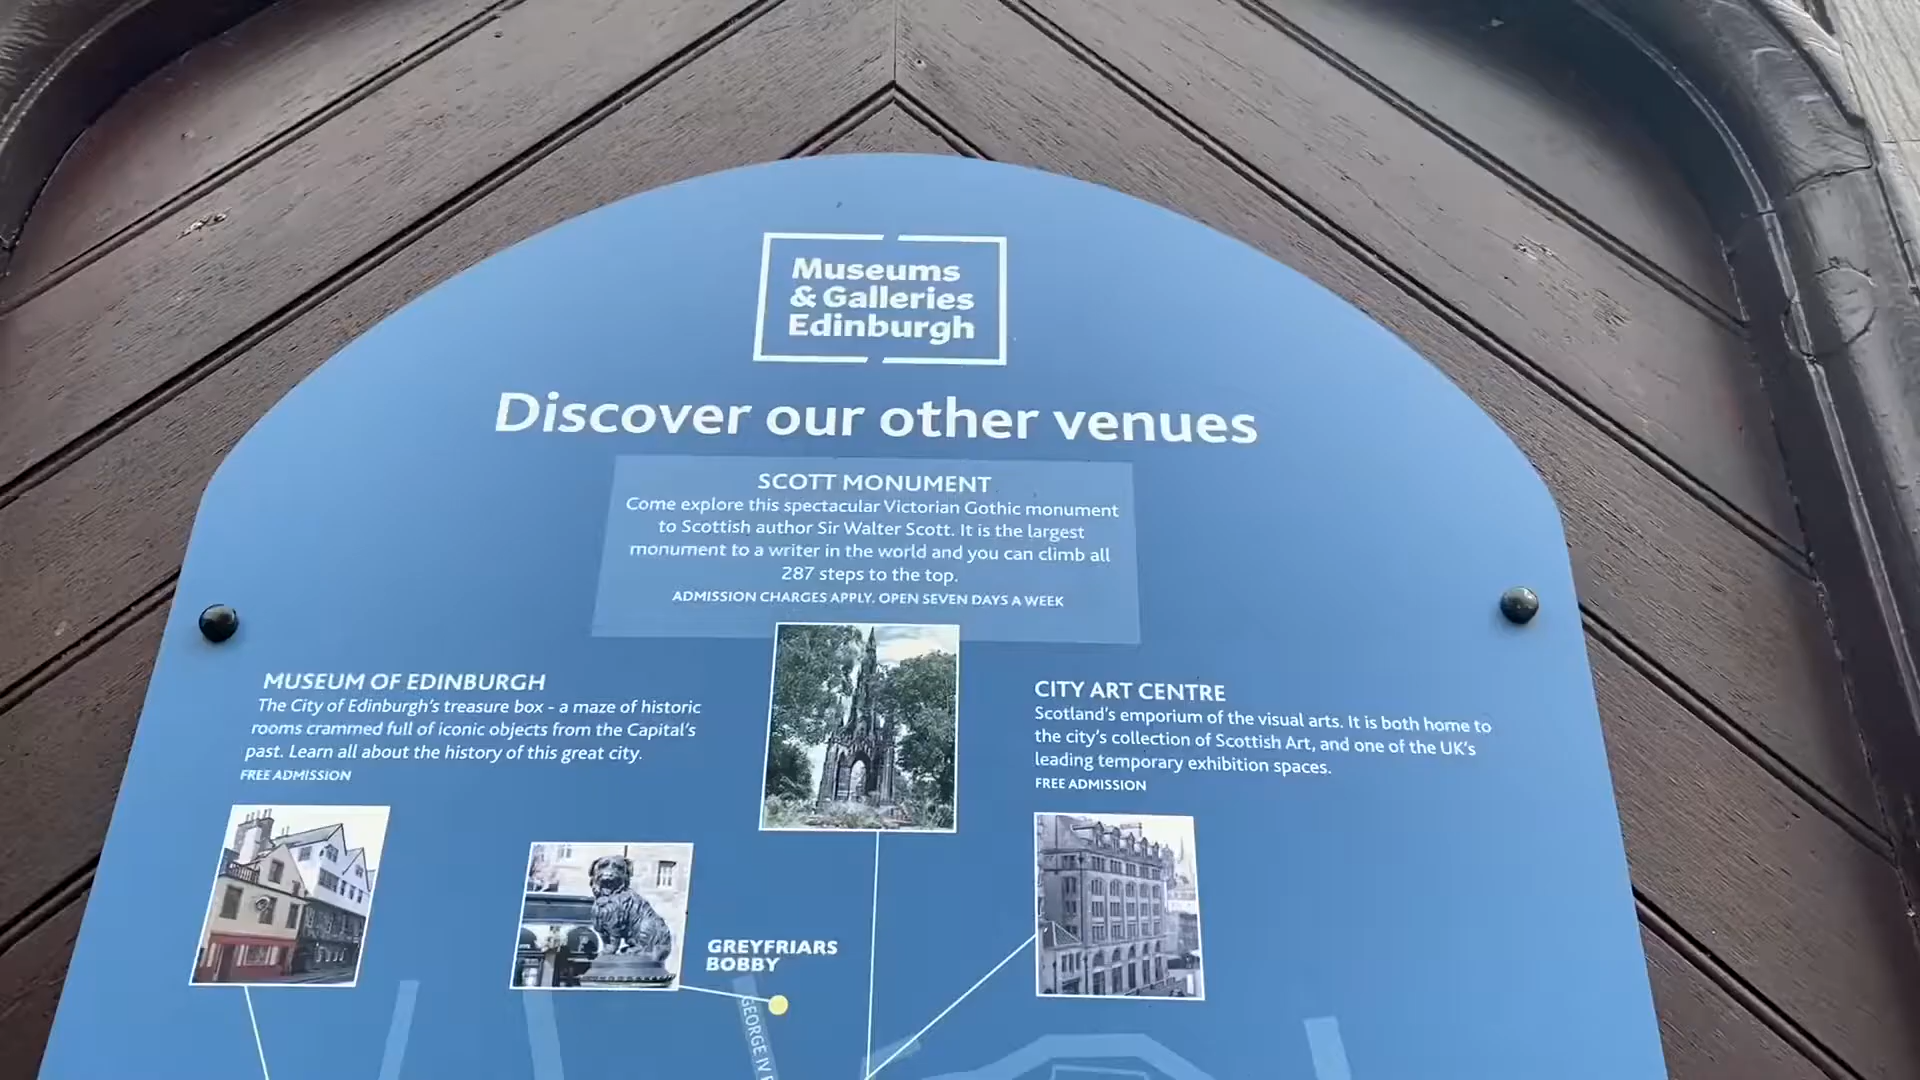 Museums
& Galleries
Edinburgh
Discover our other venues
SCOTT MONUMENT
Come explore this spectacular Victorian Gothic monument
to Scottish author Sir Walter Scott. It is the largest
monument to a writer in the world and you can climb all
287 steps to the top.
ADMISSION CHARGES APPLY. OPEN SEVEN DAYS A WEEK
MUSEUM OF EDINBURGH
The City of Edinburgh's treasure box - a maze of historic
rooms crammed full of iconic objects from the Capital's
past. Learn all about the history of this great city.
FREE ADMISSION
CITY ART CENTRE
Scotland's emporium of the visual arts. It is both home to
the city's collection of Scottish Art, and one of the UK's
leading temporary exhibition spaces.
FREE ADMISSION
GREYFRIARS
BOBBY
GEORGE IV